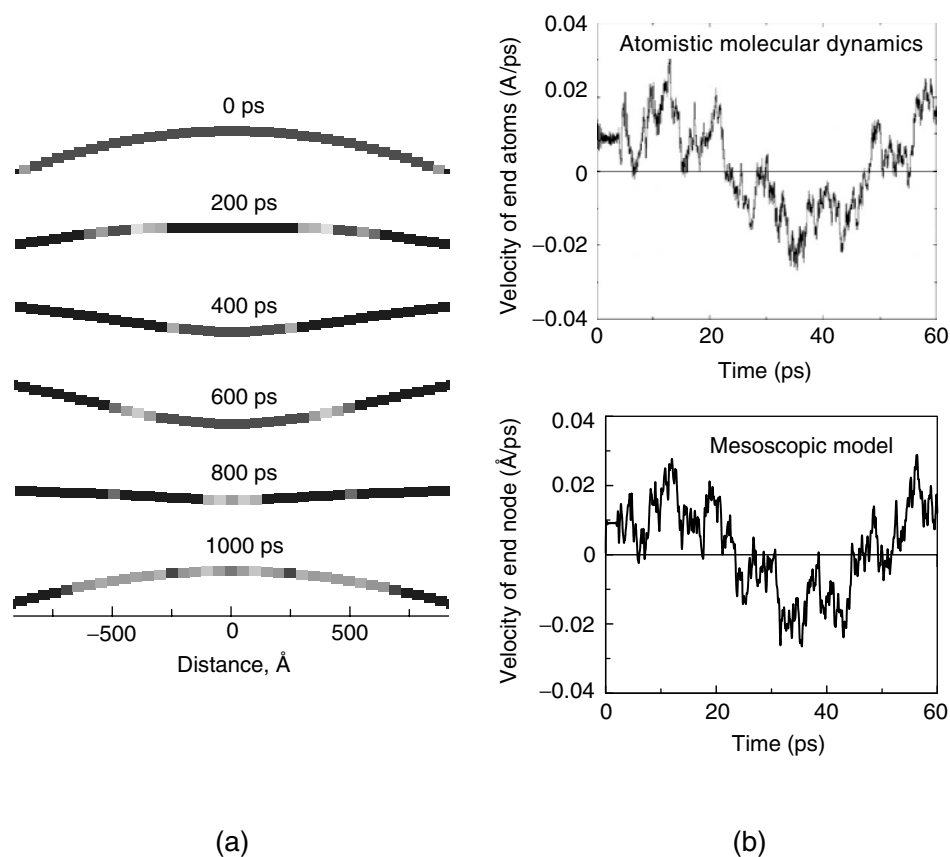 0 ps
200 ps
400 ps
600 ps
800 ps
1000 ps
−500
0
500
Distance, Å
(a)
Velocity of end atoms (A/ps)
0.04
0.02
0
−0.02
−0.04
Atomistic molecular dynamics
0
20
40
60
Time (ps)
Velocity of end node (Å/ps)
0.04
0.02
0
−0.02
−0.04
Mesoscopic model
0
20
40
60
Time (ps)
(b)